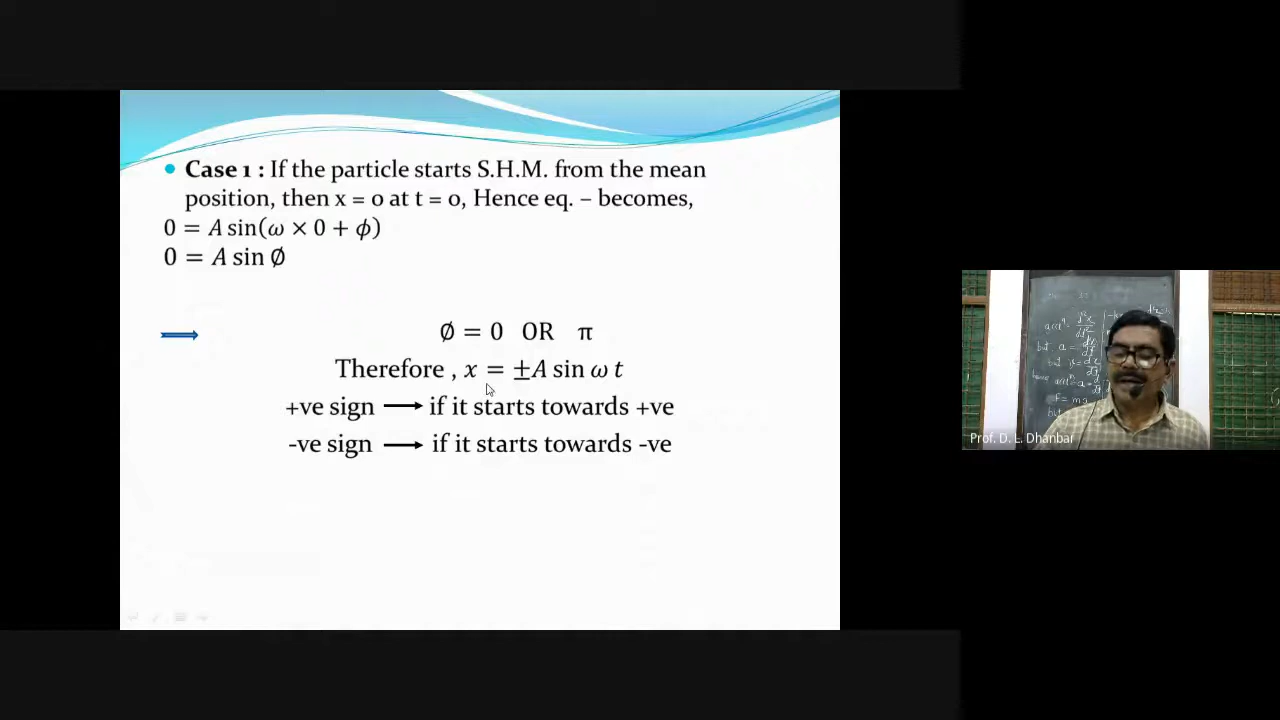 Case 1 : If the particle starts S.H.M. from the mean
position, then x = 0 at t = 0, Hence eq. – becomes,
0 = A sin(ω × 0 + ϕ)
0 = A sin Ø
Ø = 0 OR π
Therefore , x = ±A sin ω t
+ve sign → if it starts towards +ve
-ve sign → if it starts towards -ve
Prof. D. L. Dhanbar